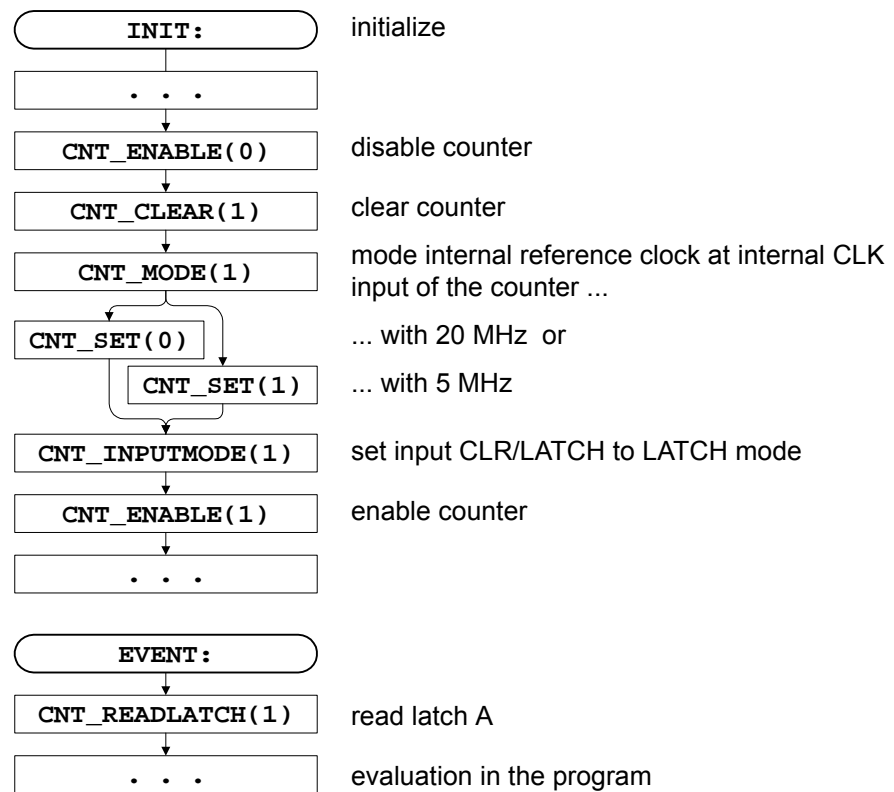 INIT: initialize
. . .
CNT_ENABLE(0) disable counter
CNT_CLEAR(1) clear counter
CNT_MODE(1) mode internal reference clock at internal CLK
input of the counter ...
CNT_SET(0) ... with 20 MHz or
CNT_SET(1) ... with 5 MHz
CNT_INPUTMODE(1) set input CLR/LATCH to LATCH mode
CNT_ENABLE(1) enable counter
. . .
EVENT:
CNT_READLATCH(1) read latch A
. . . evaluation in the program